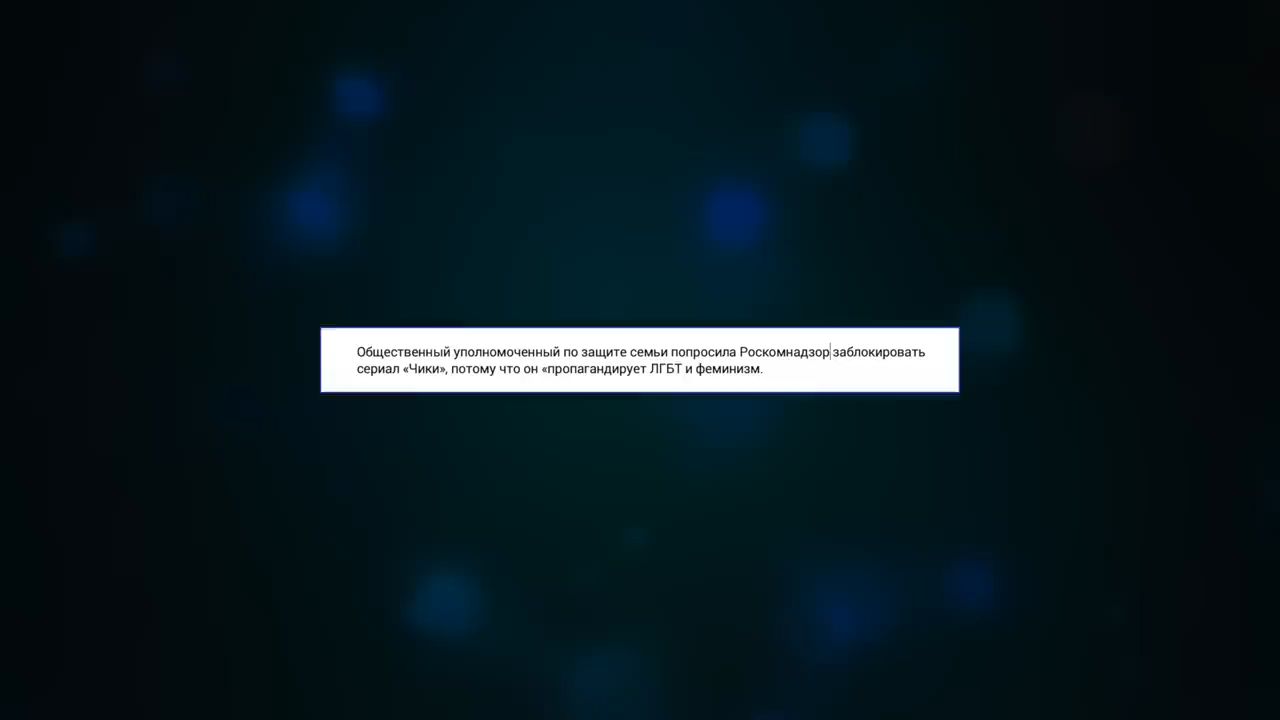 Общественный уполномоченный по защите семьи попросила Роскомнадзор заблокировать
сериал «Чики», потому что он «пропагандирует ЛГБТ и феминизм.